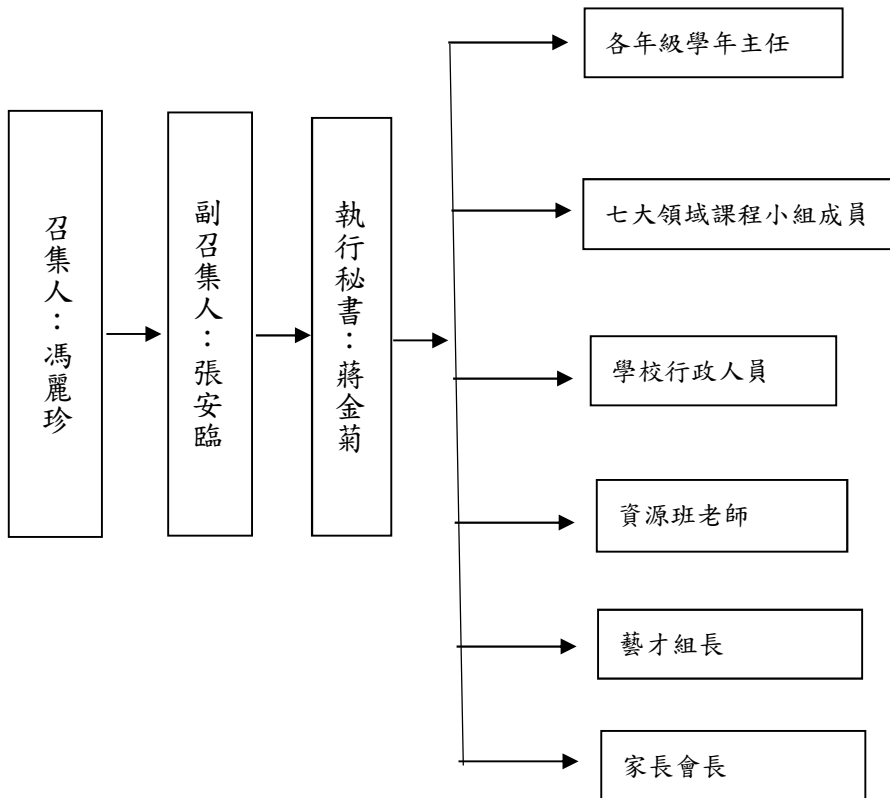 召集人：馮麗珍
副召集人：張安臨
執行秘書：蔣金菊
各年級學年主任
七大領域課程小組成員
學校行政人員
資源班老師
藝才組長
家長會長